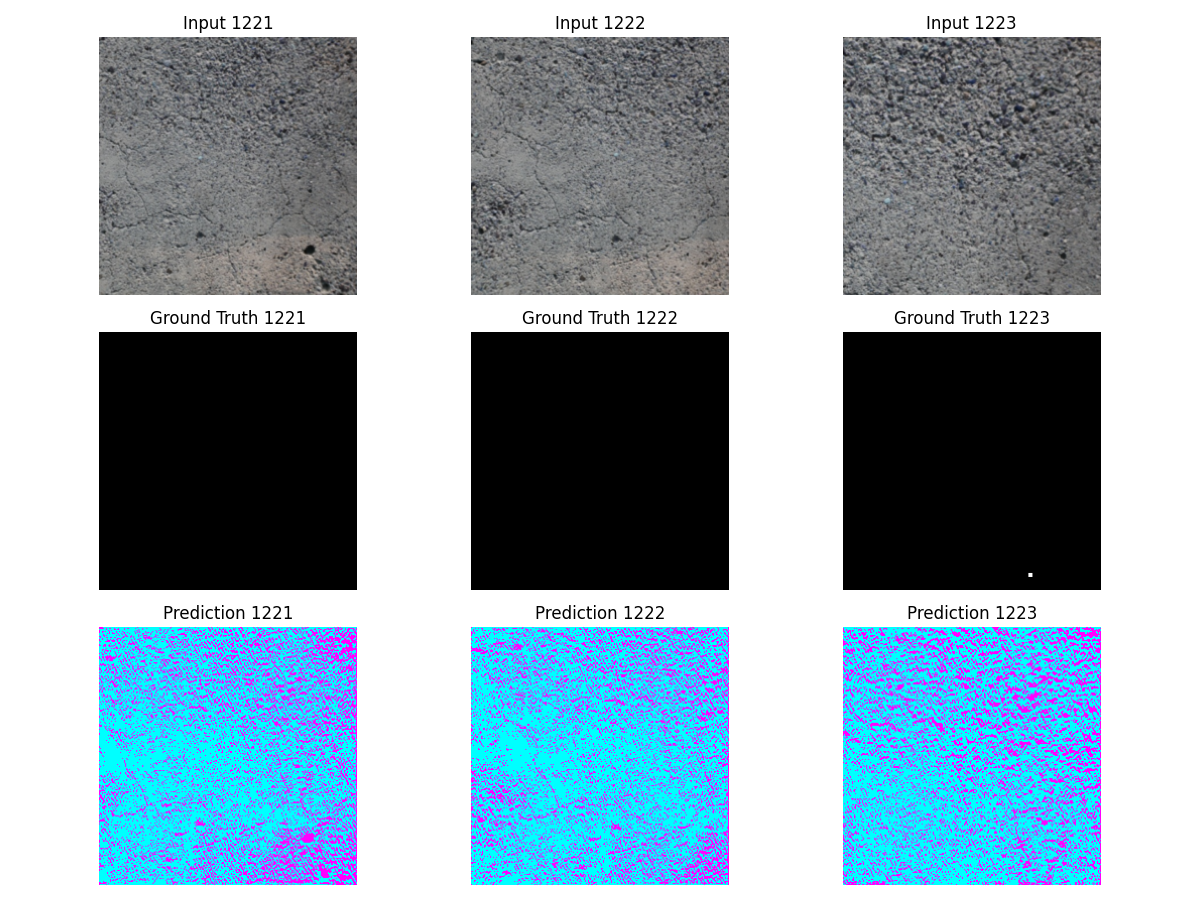 Input 1221
Input 1222
Input 1223
Ground Truth 1221
Ground Truth 1222
Ground Truth 1223
Prediction 1221
Prediction 1222
Prediction 1223